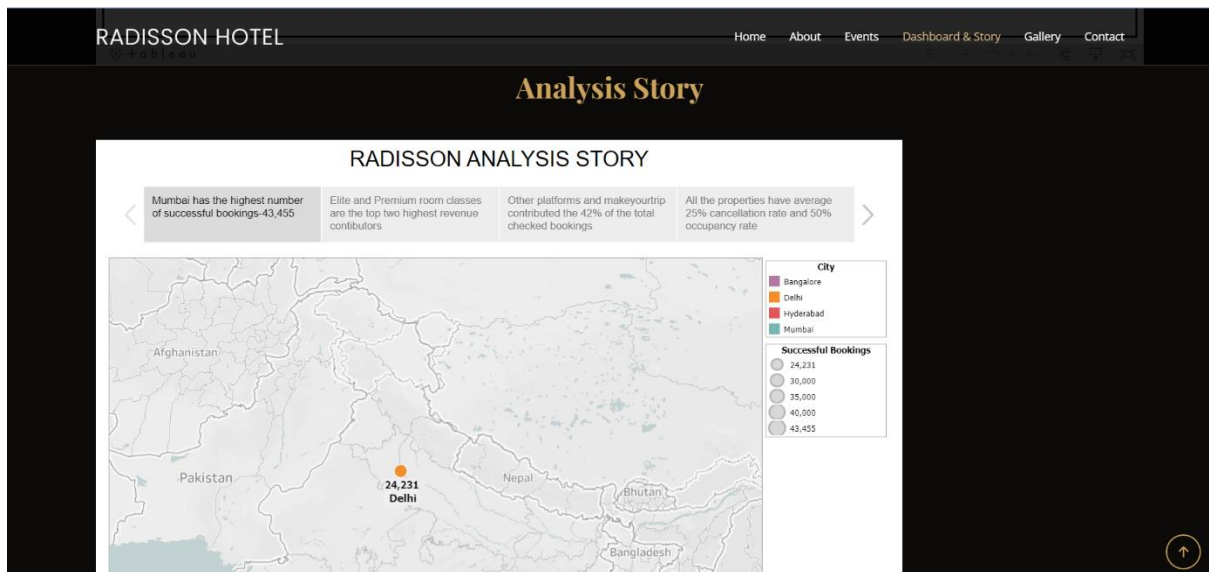 RADISSON HOTEL
Home About Events Dashboard & Story Gallery Contact
+ a b l e a u
Analysis Story
RADISSON ANALYSIS STORY
Mumbai has the highest number
of successful bookings-43,455
Elite and Premium room classes
are the top two highest revenue
contibutors
Other platforms and makeyourtrip
contributed the 42% of the total
checked bookings
All the properties have average
25% cancellation rate and 50%
occupancy rate
City
Bangalore
Delhi
Hyderabad
Mumbai
Successful Bookings
24,231
30,000
35,000
40,000
43,455
Afghanistan
Pakistan
24,231
Delhi
Nepal
Bhutan
Bangladesh